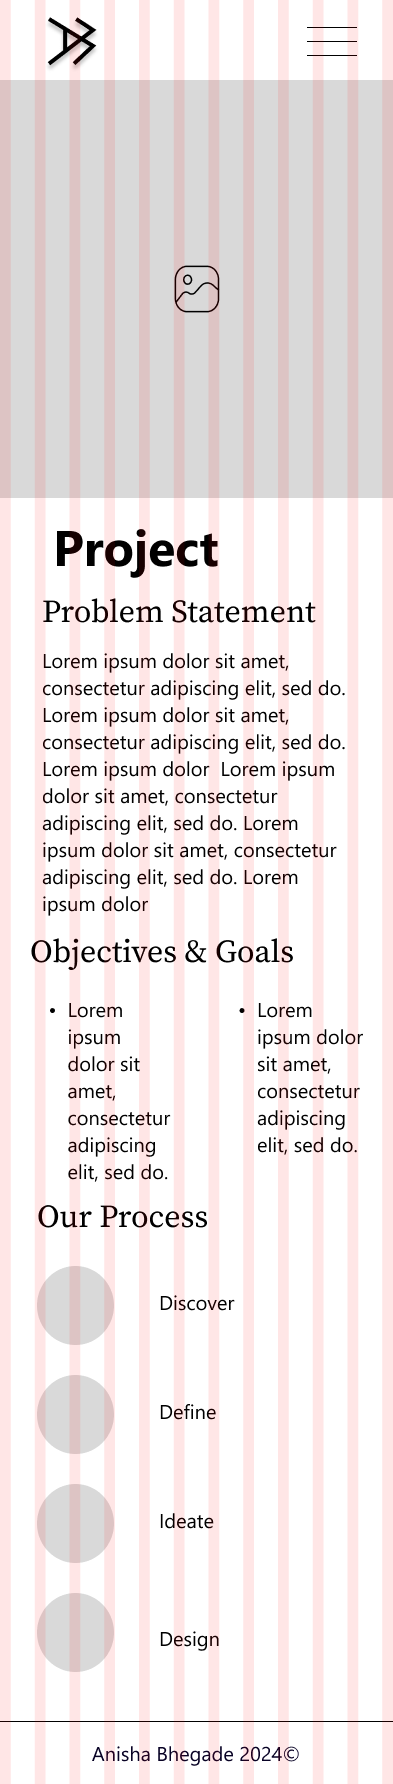 Project
Problem Statement
Lorem ipsum dolor sit amet,
consectetur adipiscing elit, sed do.
Lorem ipsum dolor sit amet,
consectetur adipiscing elit, sed do.
Lorem ipsum dolor  Lorem ipsum
dolor sit amet, consectetur
adipiscing elit, sed do. Lorem
ipsum dolor sit amet, consectetur
adipiscing elit, sed do. Lorem
ipsum dolor
Objectives & Goals
• Lorem
ipsum
dolor sit
amet,
consectetur
adipiscing
elit, sed do.
• Lorem
ipsum dolor
sit amet,
consectetur
adipiscing
elit, sed do.
Our Process
Discover
Define
Ideate
Design
Anisha Bhegade 2024©